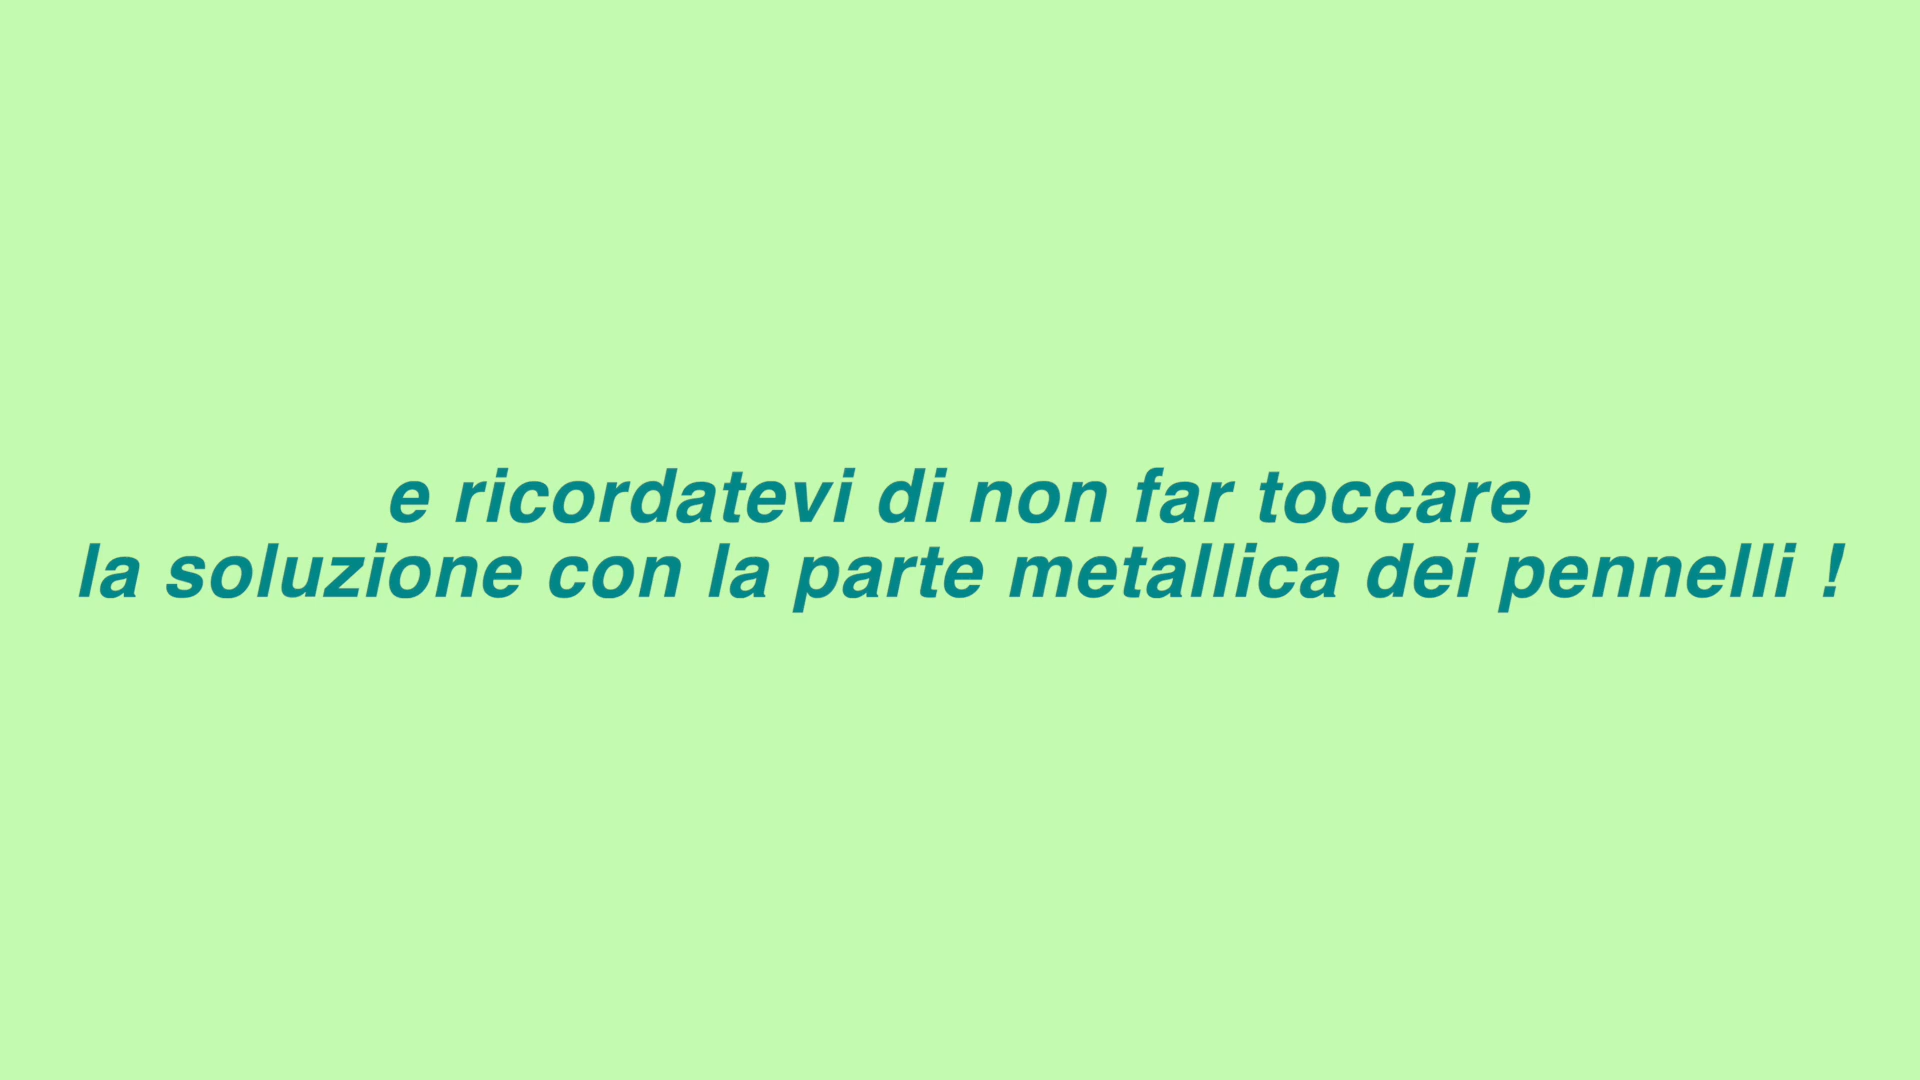 e ricordatevi di non far toccare
la soluzione con la parte metallica dei pennelli !